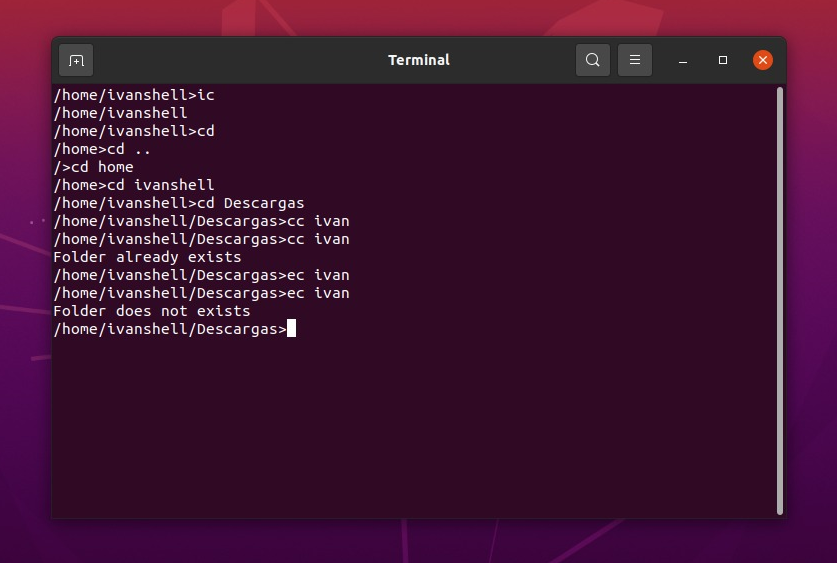 Terminal
/home/ivanshell>ic
/home/ivanshell
/home/ivanshell>cd
/home>cd ..
/>cd home
/home>cd ivanshell
/home/ivanshell>cd Descargas
/home/ivanshell/Descargas>cc ivan
/home/ivanshell/Descargas>cc ivan
Folder already exists
/home/ivanshell/Descargas>ec ivan
/home/ivanshell/Descargas>ec ivan
Folder does not exists
/home/ivanshell/Descargas>